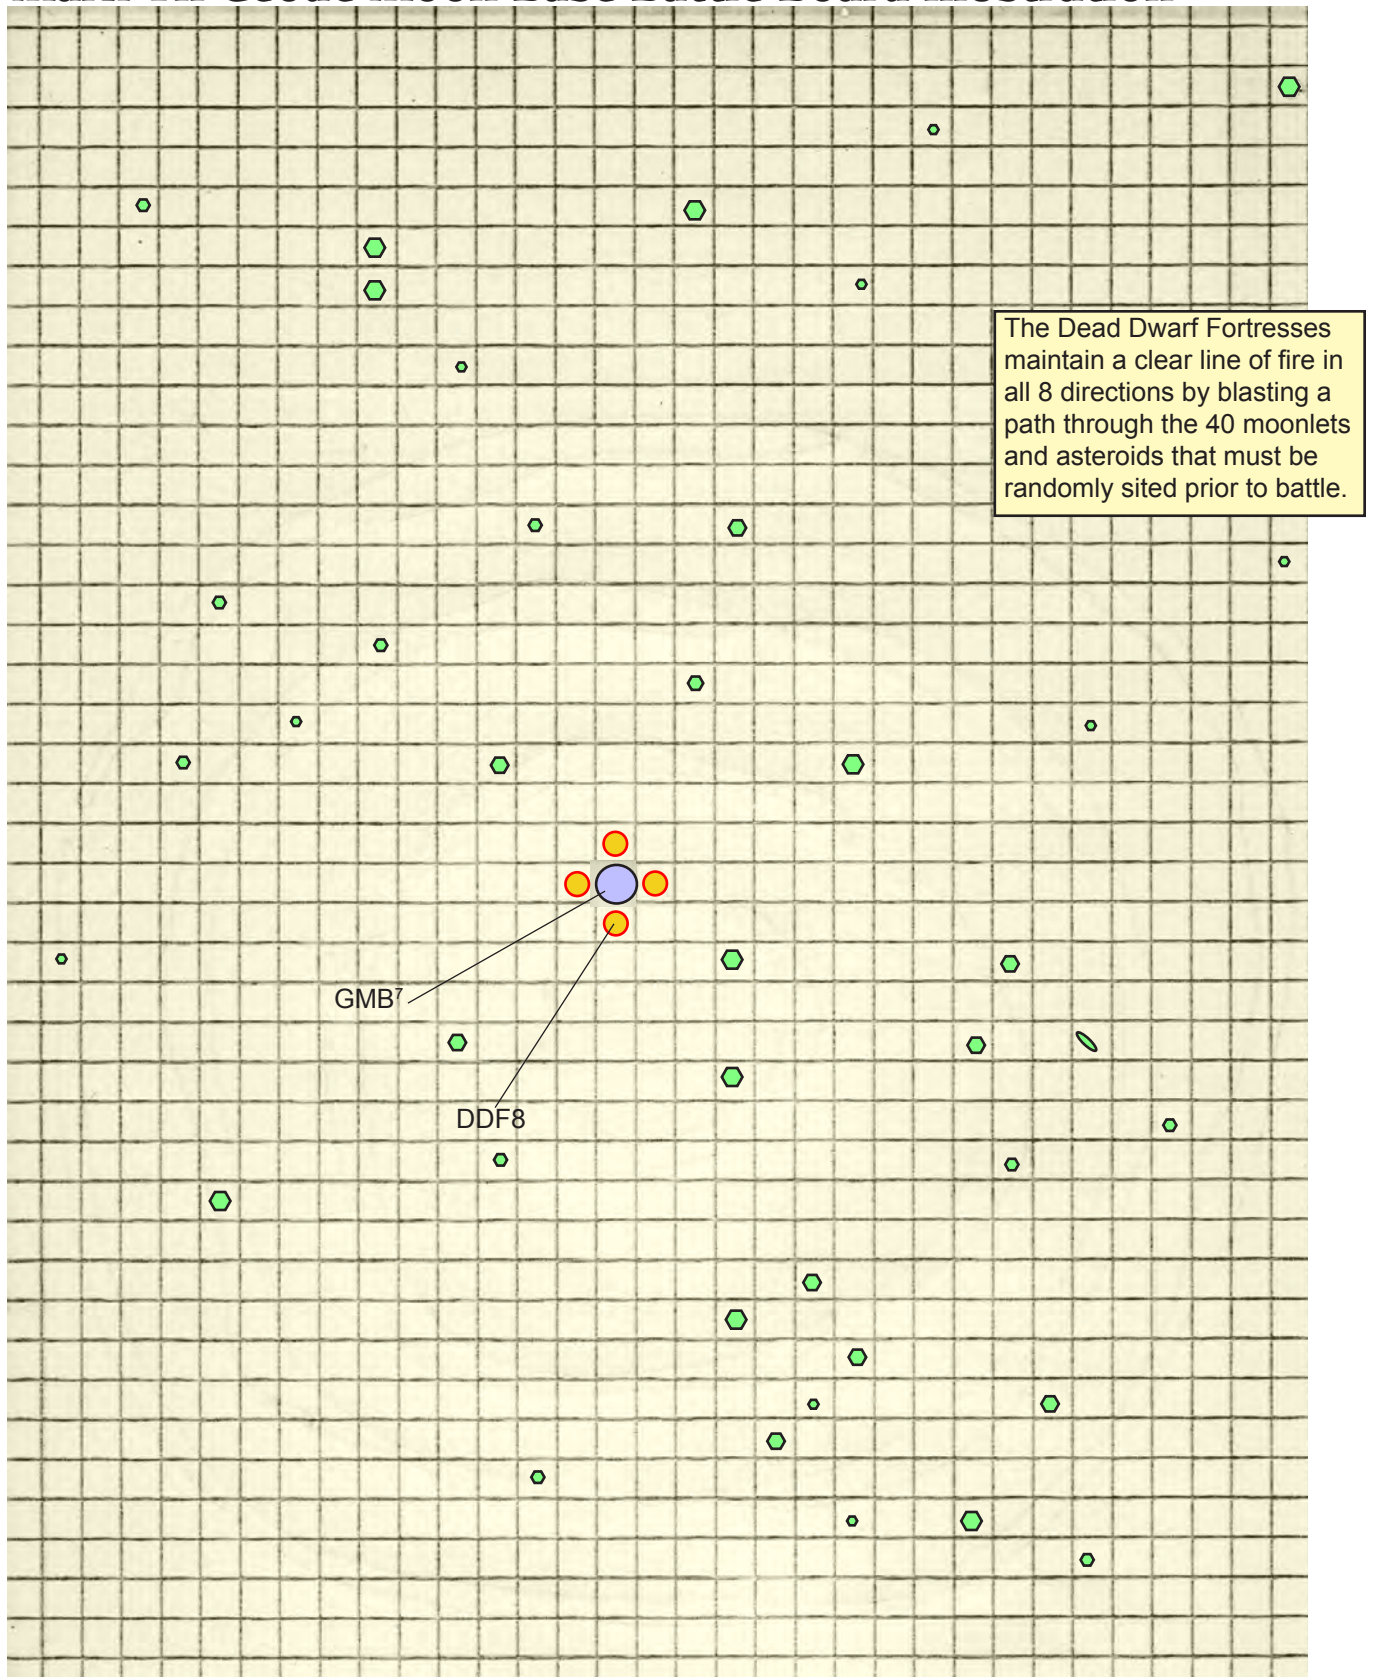 The Dead Dwarf Fortresses
maintain a clear line of fire in
all 8 directions by blasting a
path through the 40 moonlets
and asteroids that must be
randomly sited prior to battle.
GMB⁷
DDF8